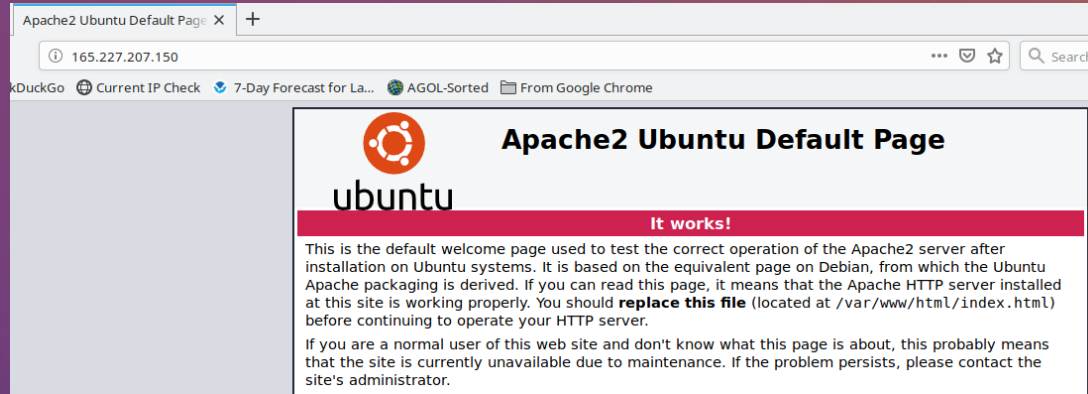 Apache2 Ubuntu Default Page
165.227.207.150
Search
kDuckGo Current IP Check 7-Day Forecast for La... AGOL-Sorted From Google Chrome
ubuntu
Apache2 Ubuntu Default Page
It works!
This is the default welcome page used to test the correct operation of the Apache2 server after
installation on Ubuntu systems. It is based on the equivalent page on Debian, from which the Ubuntu
Apache packaging is derived. If you can read this page, it means that the Apache HTTP server installed
at this site is working properly. You should replace this file (located at /var/www/html/index.html)
before continuing to operate your HTTP server.
If you are a normal user of this web site and don't know what this page is about, this probably means
that the site is currently unavailable due to maintenance. If the problem persists, please contact the
site's administrator.